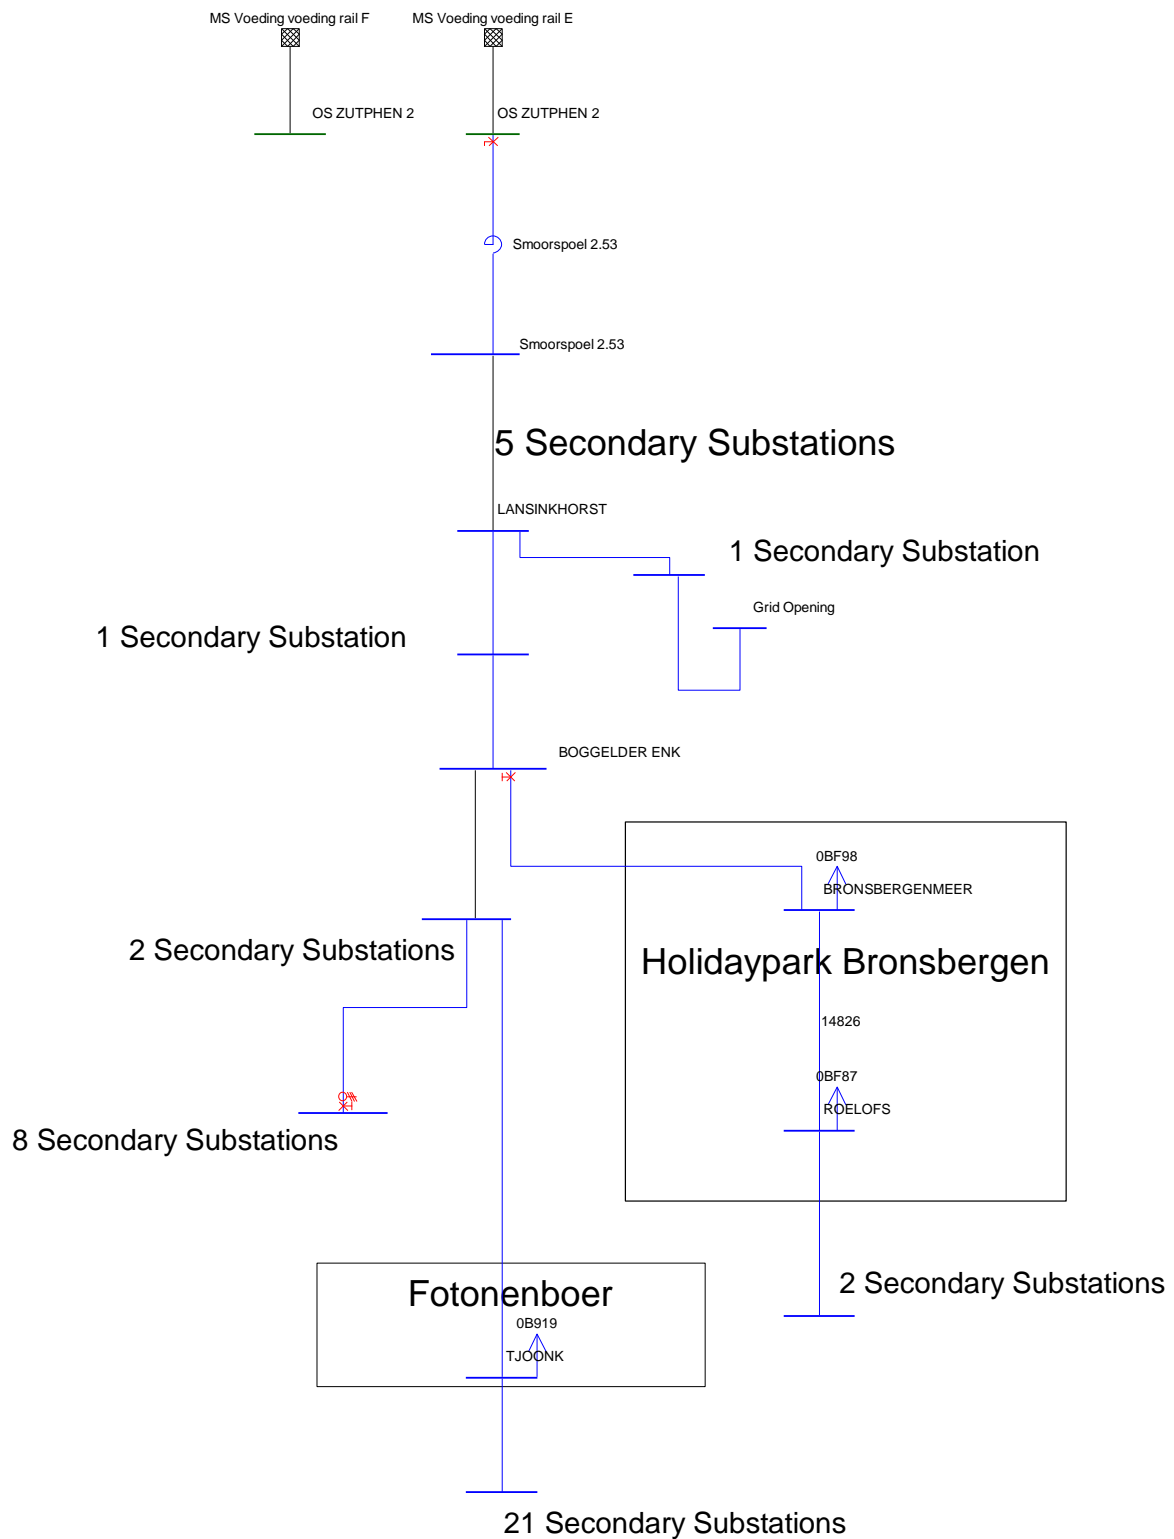 MS Voeding voeding rail F
MS Voeding voeding rail E
OS ZUTPHEN 2
OS ZUTPHEN 2
Smoorspoel 2.53
Smoorspoel 2.53
5 Secondary Substations
LANSINKHORST
1 Secondary Substation
Grid Opening
1 Secondary Substation
BOGGELDER ENK
0BF98
BRONSBERGENMEER
2 Secondary Substations
Holidaypark Bronsbergen
14826
0BF87
ROELOFS
8 Secondary Substations
2 Secondary Substations
Fotonenboer
0B919
TJOONK
21 Secondary Substations